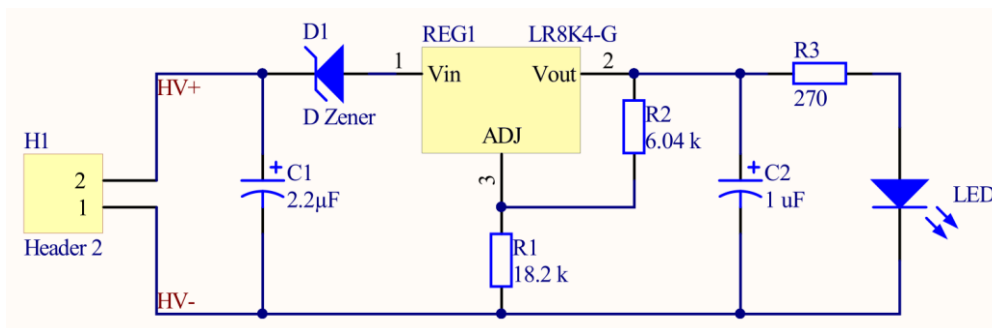 D1
REG1 LR8K4-G
R3
1 Vin Vout 2
HV+
D Zener
270
R2
6.04 k
H1
ADJ
2
C1
2.2µF
3
C2
1 uF
1
LED
Header 2
R1
18.2 k
HV-